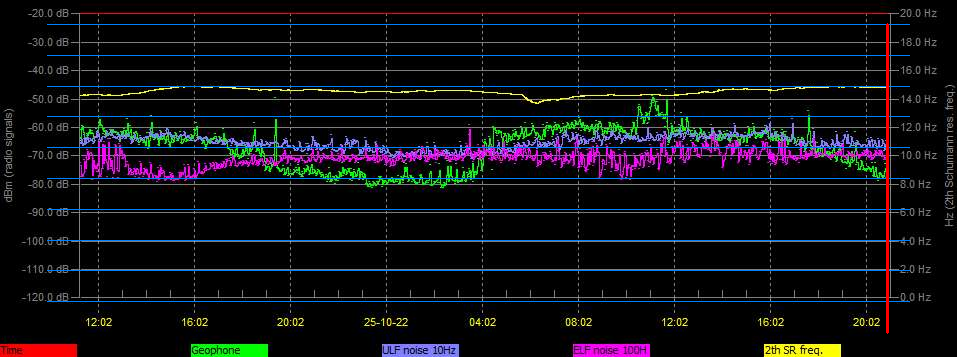 -20.0 dB 20.0 Hz
-30.0 dB 18.0 Hz
-40.0 dB 16.0 Hz
-50.0 dB 14.0 Hz
-60.0 dB 12.0 Hz
-70.0 dB 10.0 Hz
-80.0 dB 8.0 Hz
-90.0 dB 6.0 Hz
-100.0 dB 4.0 Hz
-110.0 dB 2.0 Hz
-120.0 dB 0.0 Hz
dBm (radio signals)
Hz (2th Schumann res. freq.)
12:02 16:02 20:02 25-10-22 04:02 08:02 12:02 16:02 20:02
Time Geophone ULF noise 10Hz ELF noise 100H 2th SR freq.